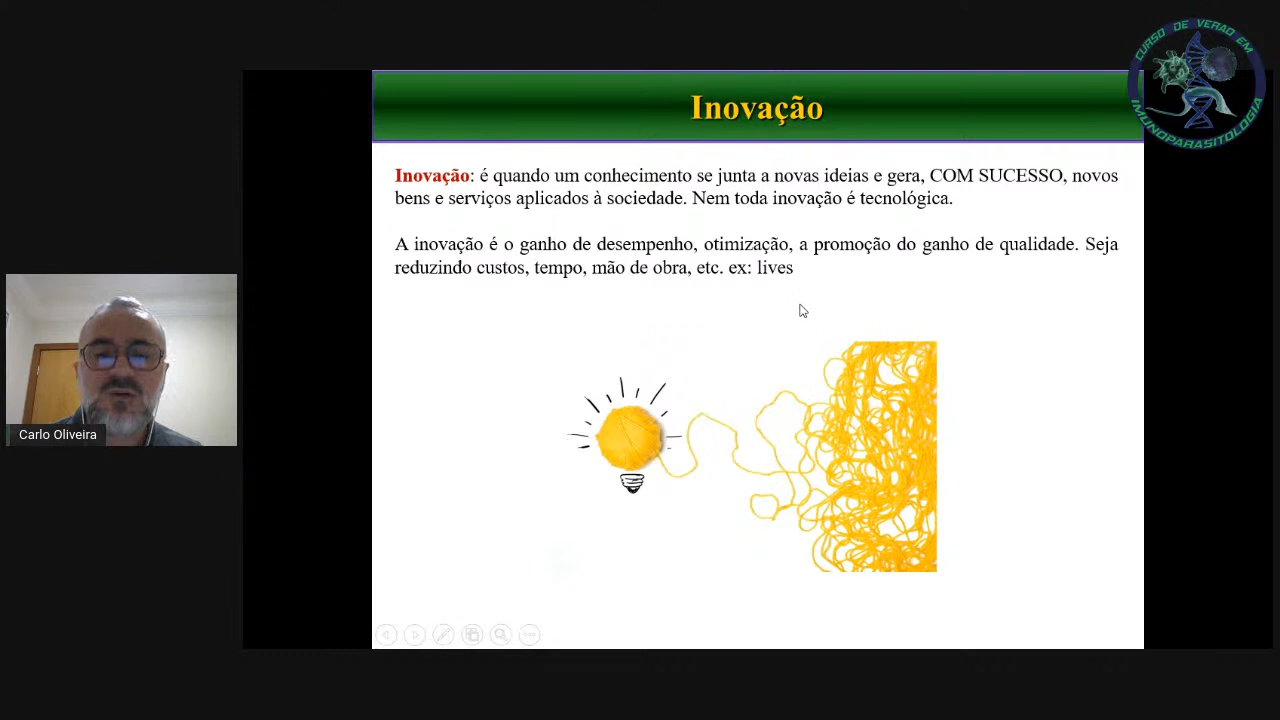 CURSO DE VERÃO EM
IMUNOPARASITOLOGIA
Inovação
Inovação: é quando um conhecimento se junta a novas ideias e gera, COM SUCESSO, novos
bens e serviços aplicados à sociedade. Nem toda inovação é tecnológica.
A inovação é o ganho de desempenho, otimização, a promoção do ganho de qualidade. Seja
reduzindo custos, tempo, mão de obra, etc. ex: lives
Carlo Oliveira